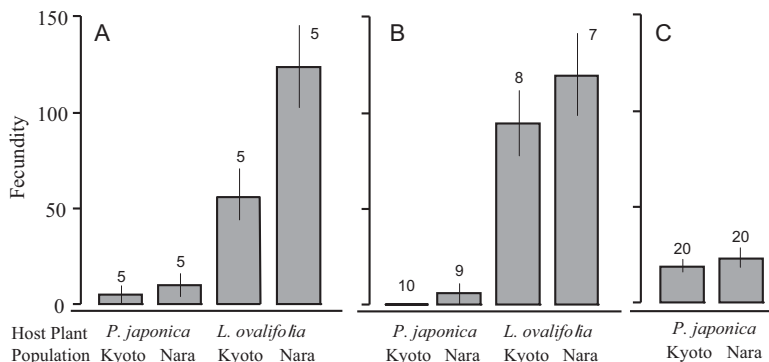 150
100
50
0
Fecundity
A
5
5
5
5
B
10
9
8
7
C
20
20
Host Plant P. japonica L. ovalifolia P. japonica L. ovalifolia P. japonica
Population Kyoto Nara Kyoto Nara Kyoto Nara Kyoto Nara Kyoto Nara